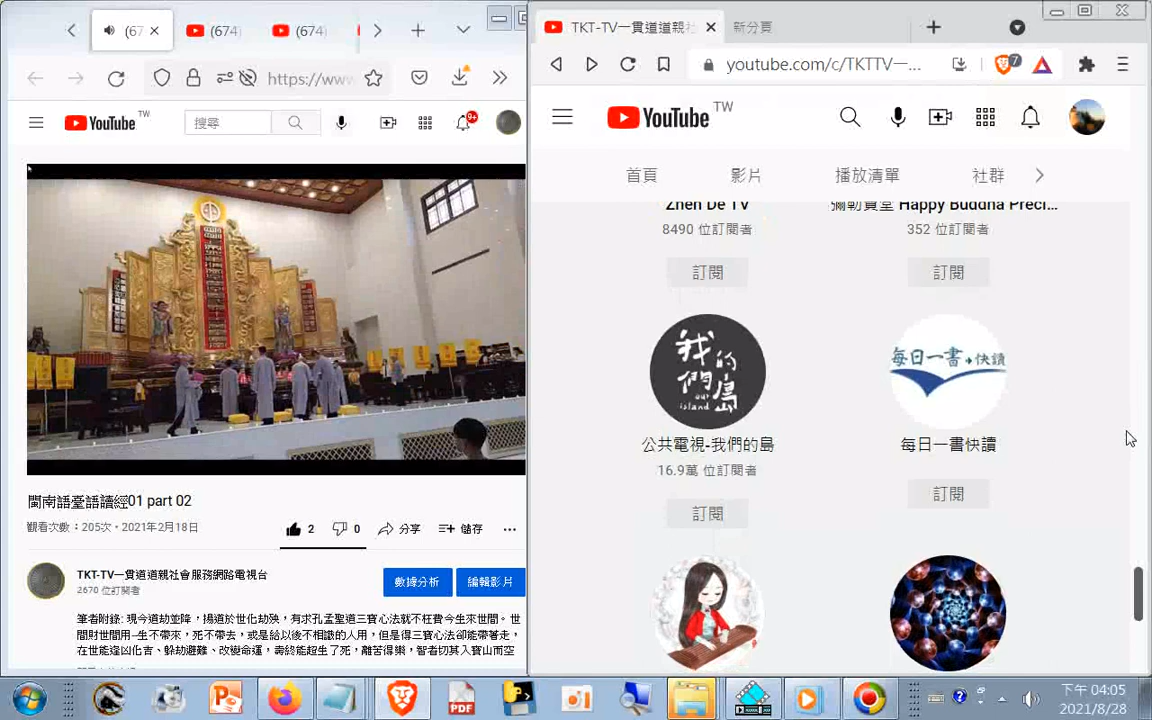 (67
(674)
(674)
https://www
YouTube TW
搜尋
9+
閩南語臺語讀經01 part 02
觀看次數：205次・2021年2月18日
2
0
分享
儲存
TKT-TV一貫道道親社會服務網路電視台
2670 位訂閱者
數據分析
編輯影片
筆者附錄: 現今道劫並降，揚道於世化劫殃，有求孔孟聖道三寶心法就不枉費今生來世間。世
間財世間用─生不帶來，死不帶去，或是給以後不相識的人用，但是得三寶心法卻能帶著走，
在世能逢凶化吉、躲劫避難、改變命運，壽終能超生了死，離苦得樂，智者切其入寶山而空
TKT-TV一貫道道親社
新分頁
youtube.com/c/TKTTV一...
7
YouTube TW
首頁
影片
播放清單
社群
Zhen De TV
8490 位訂閱者
訂閱
彌勒寶堂 Happy Buddha Preci...
352 位訂閱者
訂閱
我們的島
our
island
公共電視-我們的島
16.9萬 位訂閱者
訂閱
每日一書+快讀
每日一書快讀
訂閱
PDF
下午 04:05
2021/8/28